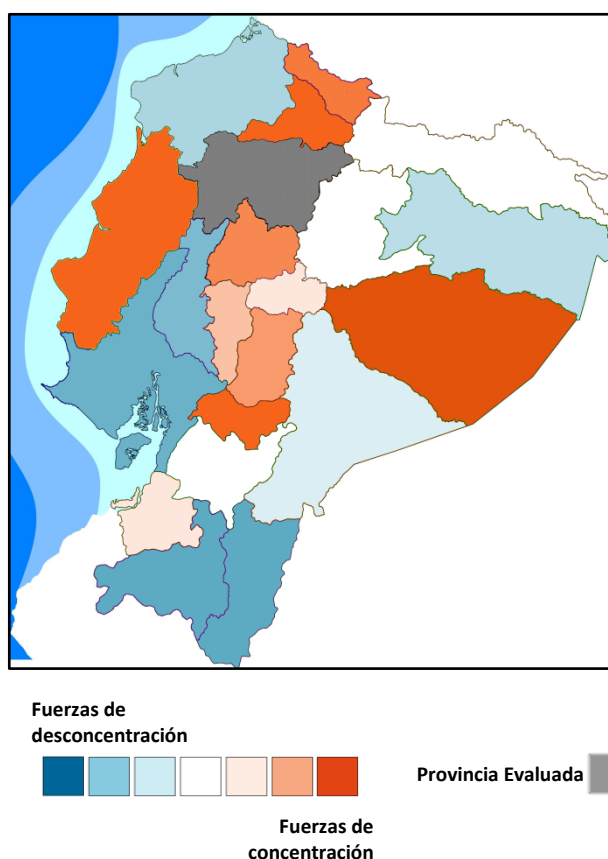 Fuerzas de
desconcentración
Provincia Evaluada
Fuerzas de
concentración